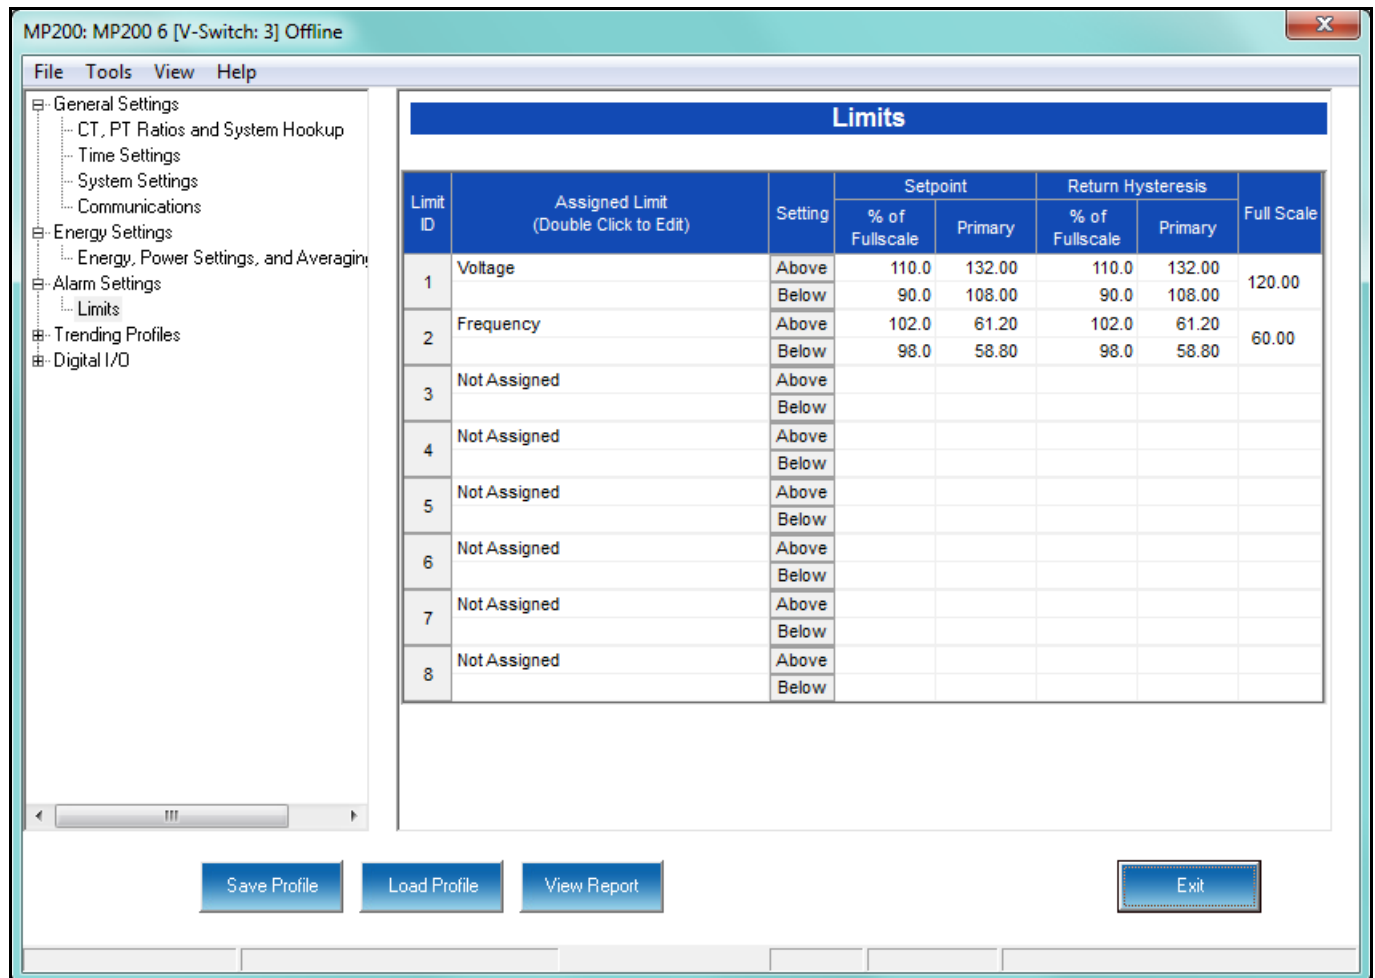 MP200: MP200 6 [V-Switch: 3] Offline
X
File Tools View Help
General Settings
CT, PT Ratios and System Hookup
Time Settings
System Settings
Communications
Energy Settings
Energy, Power Settings, and Averaging
Alarm Settings
Limits
Trending Profiles
Digital I/O
Limits
Limit ID
Assigned Limit
(Double Click to Edit)
Setting
Setpoint
Return Hysteresis
Full Scale
% of Fullscale
Primary
% of Fullscale
Primary
1 Voltage Above 110.0 132.00 110.0 132.00 120.00
Below 90.0 108.00 90.0 108.00
2 Frequency Above 102.0 61.20 102.0 61.20 60.00
Below 98.0 58.80 98.0 58.80
3 Not Assigned Above
Below
4 Not Assigned Above
Below
5 Not Assigned Above
Below
6 Not Assigned Above
Below
7 Not Assigned Above
Below
8 Not Assigned Above
Below
Save Profile Load Profile View Report Exit